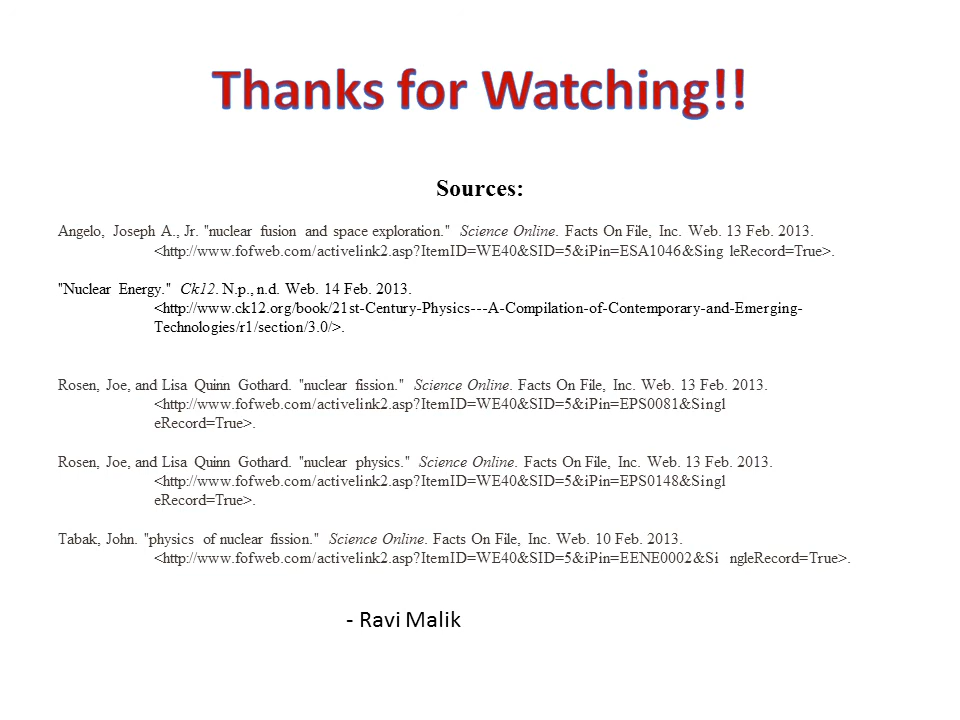 Thanks for Watching!!
Sources:
Angelo, Joseph A., Jr. "nuclear fusion and space exploration." Science Online. Facts On File, Inc. Web. 13 Feb. 2013.
<http://www.fofweb.com/activelink2.asp?ItemID=WE40&SID=5&iPin=ESA1046&Sing leRecord=True>.
"Nuclear Energy." Ck12. N.p., n.d. Web. 14 Feb. 2013.
<http://www.ck12.org/book/21st-Century-Physics---A-Compilation-of-Contemporary-and-Emerging-
Technologies/r1/section/3.0/>.
Rosen, Joe, and Lisa Quinn Gothard. "nuclear fission." Science Online. Facts On File, Inc. Web. 13 Feb. 2013.
<http://www.fofweb.com/activelink2.asp?ItemID=WE40&SID=5&iPin=EPS0081&Singl
eRecord=True>.
Rosen, Joe, and Lisa Quinn Gothard. "nuclear physics." Science Online. Facts On File, Inc. Web. 13 Feb. 2013.
<http://www.fofweb.com/activelink2.asp?ItemID=WE40&SID=5&iPin=EPS0148&Singl
eRecord=True>.
Tabak, John. "physics of nuclear fission." Science Online. Facts On File, Inc. Web. 10 Feb. 2013.
<http://www.fofweb.com/activelink2.asp?ItemID=WE40&SID=5&iPin=EENE0002&Si ngleRecord=True>.
- Ravi Malik